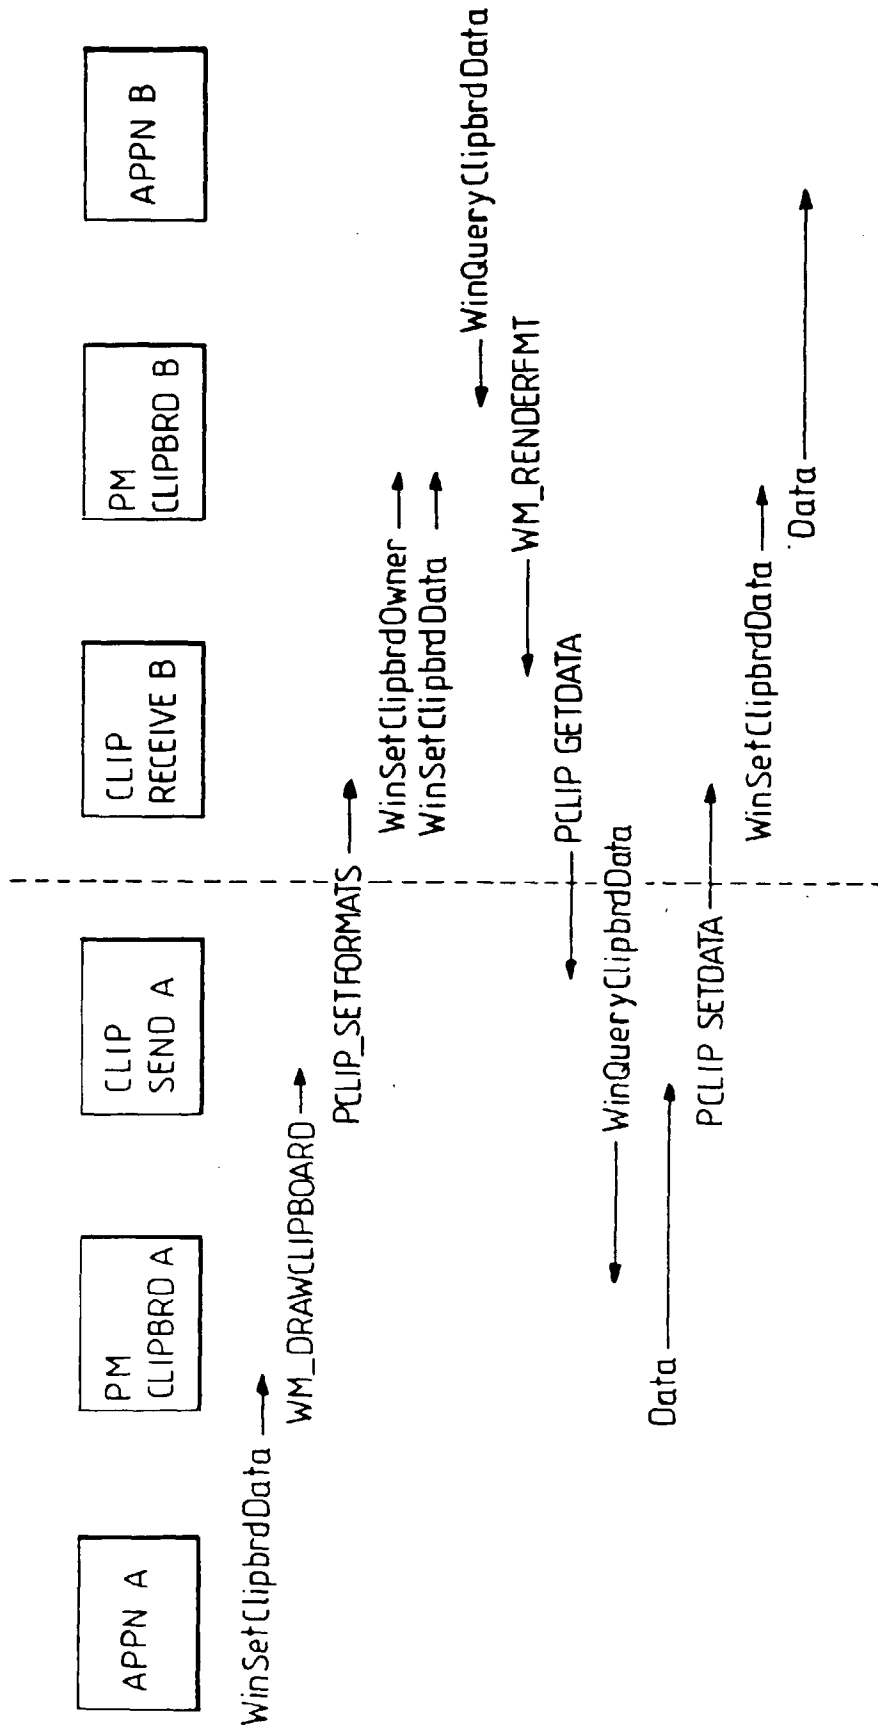 APPN A
PM
CLIPBRD A
CLIP
SEND A
CLIP
RECEIVE B
PM
CLIPBRD B
APPN B
WinSetClipbrdData
WM_DRAWCLIPBOARD
PCLIP_SETFORMATS
WinSetClipbrdOwner
WinSetClipbrdData
WinQueryClipbrdData
WM_RENDERFMT
PCLIP GETDATA
WinQueryClipbrdData
Data
PCLIP SETDATA
WinSetClipbrdData
Data